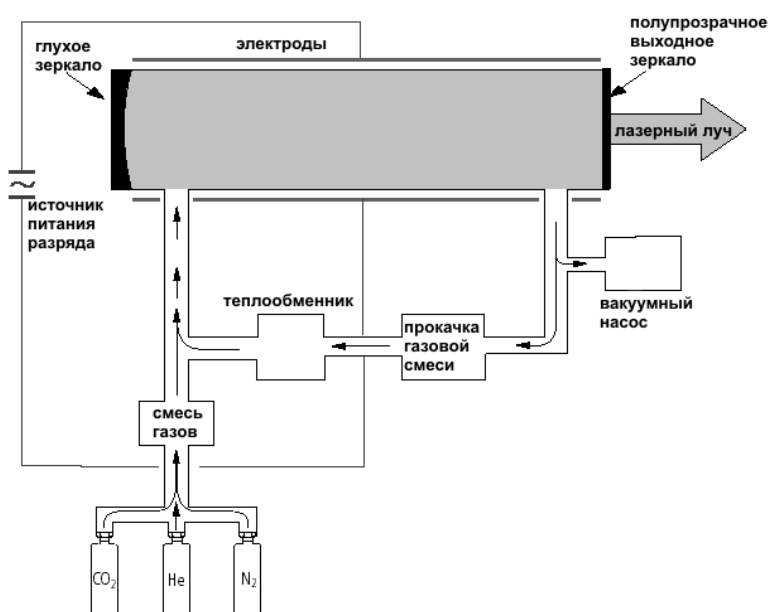 глухое
зеркало
электроды
полупрозрачное
выходное
зеркало
лазерный луч
источник
питания
разряда
теплообменник
прокачка
газовой
смеси
вакуумный
насос
смесь
газов
CO₂
He
N₂